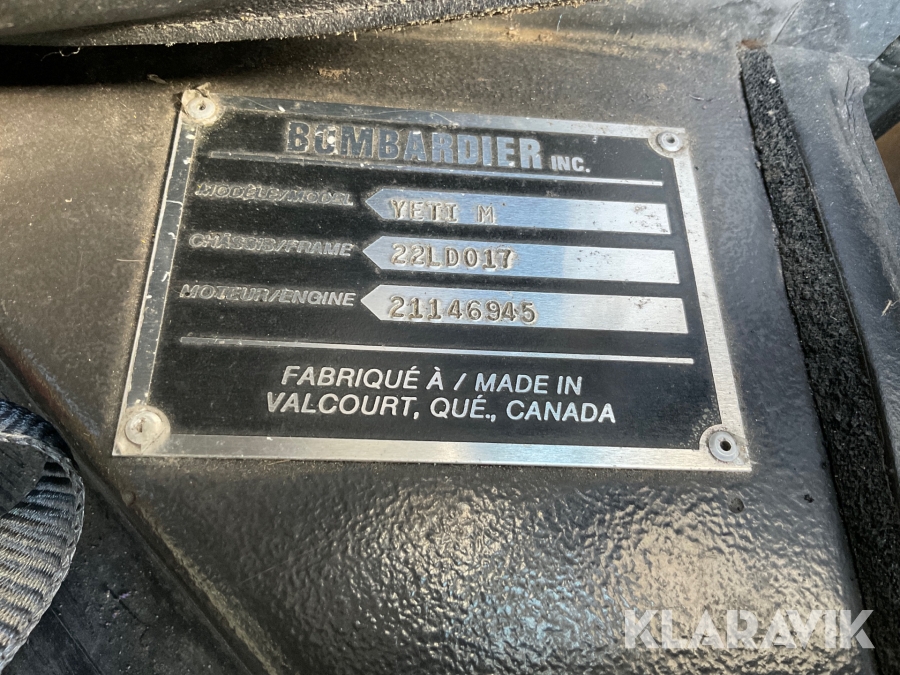 BOMBARDIER INC.
MODÈLE/MODEL YETI M
CHÂSSIS/FRAME 22LD017
MOTEUR/ENGINE 21146945
FABRIQUÉ À / MADE IN
VALCOURT, QUÉ., CANADA
KLARAVIK